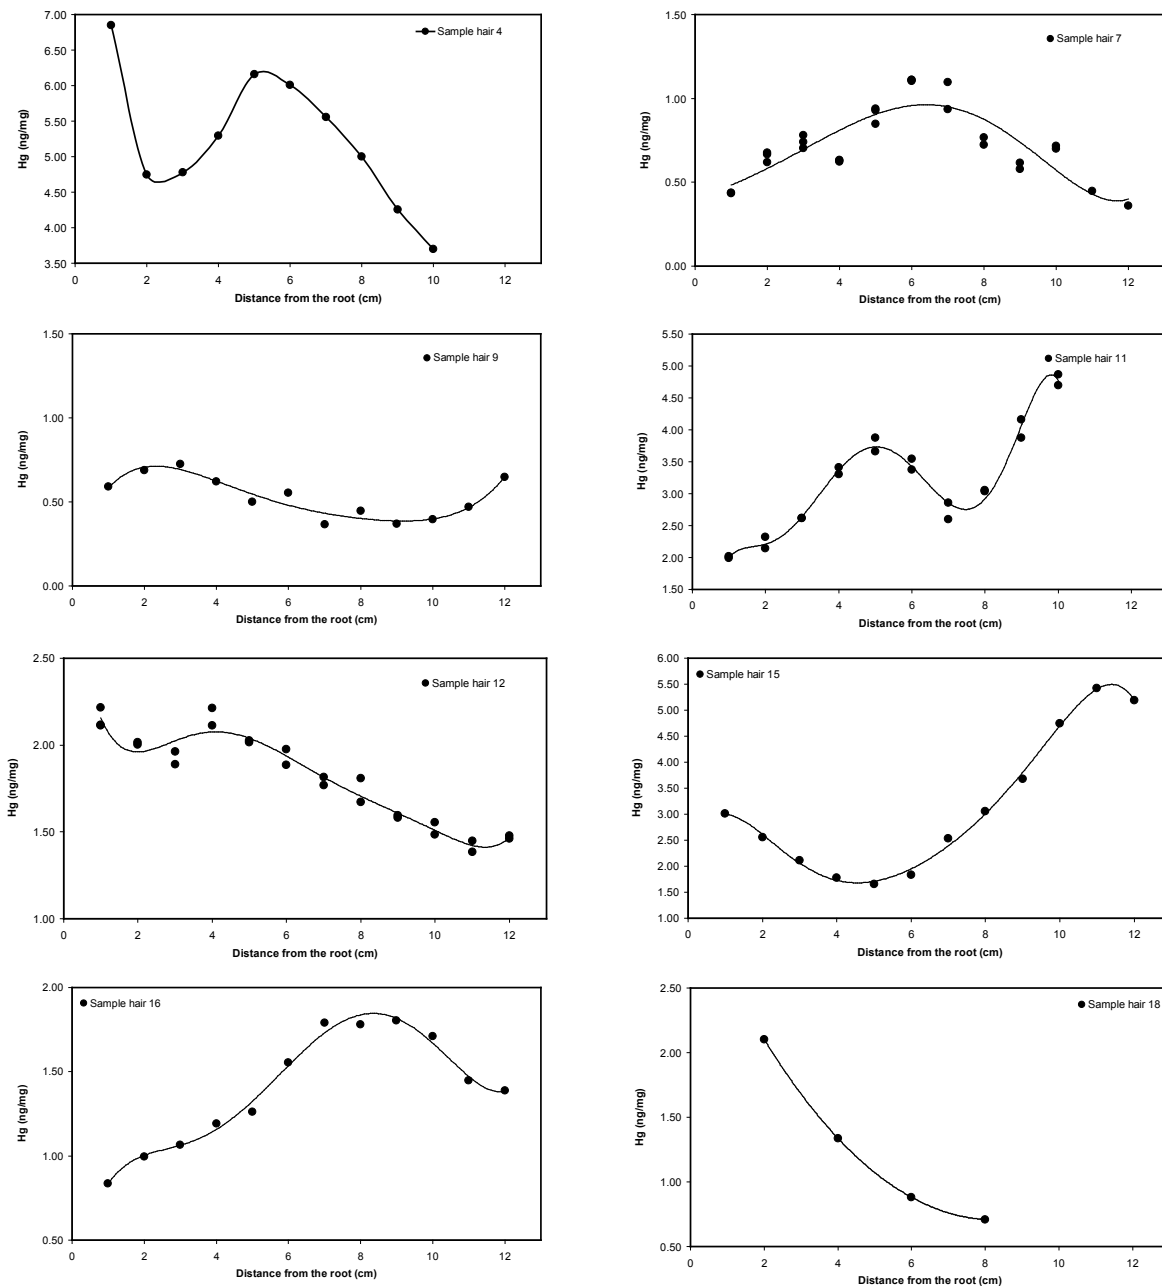 7.00
Sample hair 4
6.50
6.00
5.50
5.00
4.50
4.00
3.50
Hg (ng/mg)
0 2 4 6 8 10 12
Distance from the root (cm)
1.50
Sample hair 7
1.00
0.50
0.00
Hg (ng/mg)
0 2 4 6 8 10 12
Distance from the root (cm)
1.50
Sample hair 9
1.00
0.50
0.00
Hg (ng/mg)
0 2 4 6 8 10 12
Distance from the root (cm)
5.50
Sample hair 11
5.00
4.50
4.00
3.50
3.00
2.50
2.00
1.50
Hg (ng/mg)
0 2 4 6 8 10 12
Distance from the root (cm)
2.50
Sample hair 12
2.00
1.50
1.00
Hg (ng/mg)
0 2 4 6 8 10 12
Distance from the root (cm)
6.00
Sample hair 15
5.50
5.00
4.50
4.00
3.50
3.00
2.50
2.00
1.50
1.00
Hg (ng/mg)
0 2 4 6 8 10 12
Distance from the root (cm)
2.00
Sample hair 16
1.50
1.00
0.50
Hg (ng/mg)
0 2 4 6 8 10 12
Distance from the root (cm)
2.50
Sample hair 18
2.00
1.50
1.00
0.50
Hg (ng/mg)
0 2 4 6 8 10 12
Distance from the root (cm)